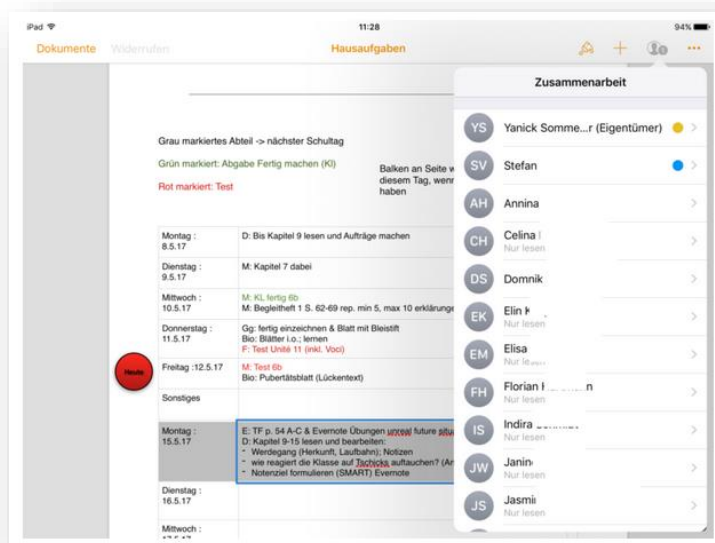 iPad
11:28
94%
Dokumente
Widerrufen
Hausaufgaben
Zusammenarbeit
YS Yanick Somme...r (Eigentümer)
SV Stefan
AH Annina
CH Celina
Nur lesen
DS Domnik
EK Elin
Nur lesen
EM Elisa
Nur
FH Florian
Nur lesen
IS Indira
Nur lesen
JW Janin
Nur lesen
JS Jasmi
Nur lesen
Grau markiertes Abteil -> nächster Schultag
Grün markiert: Abgabe Fertig machen (Kl)
Rot markiert: Test
Balken an Seite
diesem Tag, wenn
haben
Montag :
8.5.17
D: Bis Kapitel 9 lesen und Aufträge machen
Dienstag :
9.5.17
M: Kapitel 7 dabei
Mittwoch :
10.5.17
M: KL fertig 6b
M: Begleitheft 1 S. 62-69 rep. min 5, max 10
Donnerstag :
11.5.17
Gg: fertig einzeichnen & Blatt mit Bleistift
Bio: Blätter i.o.; lernen
F: Test Unité 11 (inkl. Voci)
Heute
Freitag :12.5.17
M: Test 6b
Bio: Pubertätsblatt (Lückentext)
Sonstiges
Montag :
15.5.17
E: TF p. 54 A-C & Evernote Übungen unreal future
D: Kapitel 9-15 lesen und bearbeiten:
- Werdegang (Herkunft, Laufbahn); Notizen
- wie reagiert die Klasse auf Tschicks auftauchen?
- Notenziel formulieren (SMART) Evernote
Dienstag :
16.5.17
Mittwoch :